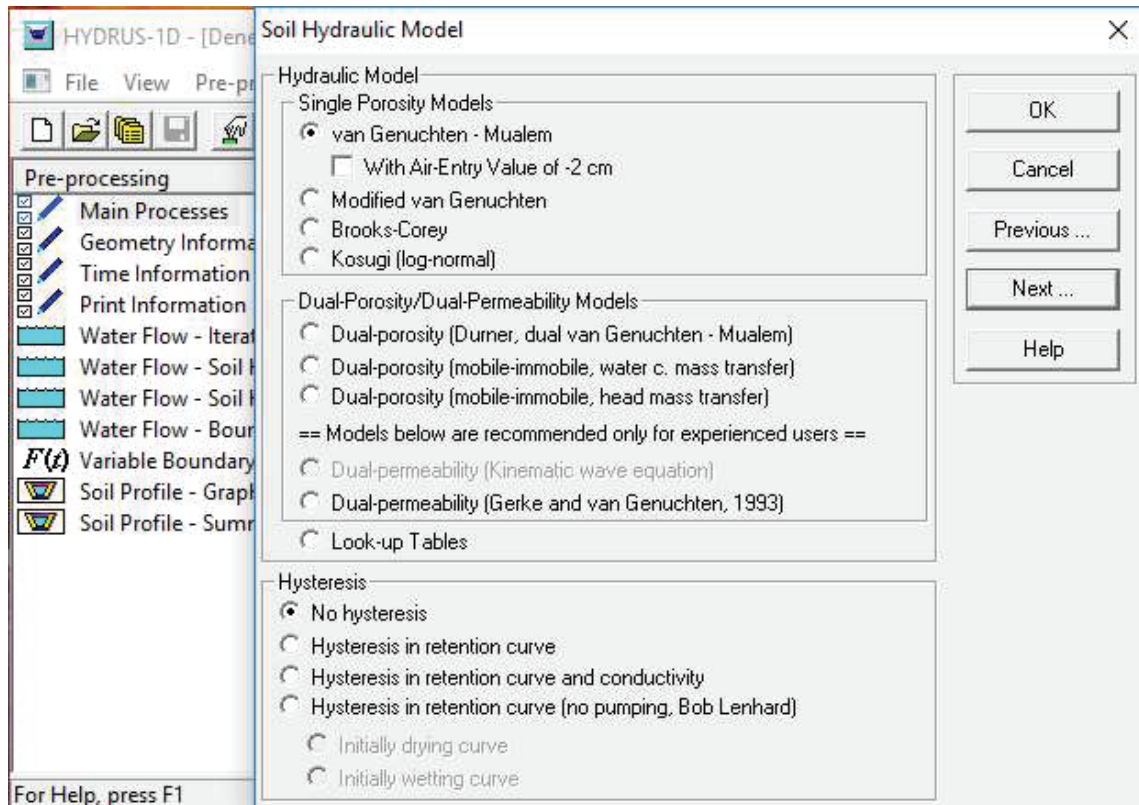 HYDRUS-1D - [Dene
File View Pre-pr
Pre-processing
Main Processes
Geometry Informa
Time Information
Print Information
Water Flow - Iterat
Water Flow - Soil H
Water Flow - Soil H
Water Flow - Bour
F(t) Variable Boundary
Soil Profile - Graph
Soil Profile - Summ
For Help, press F1
Soil Hydraulic Model
Hydraulic Model
Single Porosity Models
van Genuchten - Mualem
With Air-Entry Value of -2 cm
Modified van Genuchten
Brooks-Corey
Kosugi (log-normal)
Dual-Porosity/Dual-Permeability Models
Dual-porosity (Durner, dual van Genuchten - Mualem)
Dual-porosity (mobile-immobile, water c. mass transfer)
Dual-porosity (mobile-immobile, head mass transfer)
== Models below are recommended only for experienced users ==
Dual-permeability (Kinematic wave equation)
Dual-permeability (Gerke and van Genuchten, 1993)
Look-up Tables
Hysteresis
No hysteresis
Hysteresis in retention curve
Hysteresis in retention curve and conductivity
Hysteresis in retention curve (no pumping, Bob Lenhard)
Initially drying curve
Initially wetting curve
OK
Cancel
Previous ...
Next ...
Help